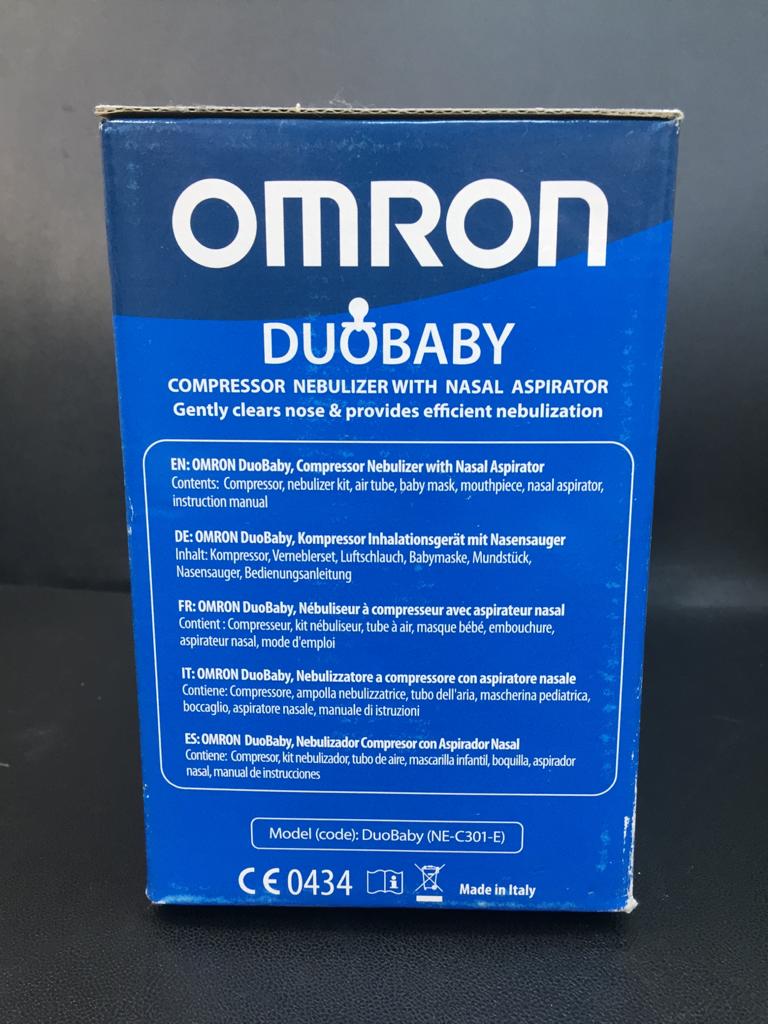 OMRON
DUOBABY
COMPRESSOR NEBULIZER WITH NASAL ASPIRATOR
Gently clears nose & provides efficient nebulization
EN: OMRON DuoBaby, Compressor Nebulizer with Nasal Aspirator
Contents: Compressor, nebulizer kit, air tube, baby mask, mouthpiece, nasal aspirator,
instruction manual
DE: OMRON DuoBaby, Kompressor Inhalationsgerät mit Nasensauger
Inhalt: Kompressor, Verneblerset, Luftschlauch, Babymaske, Mundstück,
Nasensauger, Bedienungsanleitung
FR: OMRON DuoBaby, Nébuliseur à compresseur avec aspirateur nasal
Contient : Compresseur, kit nébuliseur, tube à air, masque bébé, embouchure,
aspirateur nasal, mode d'emploi
IT: OMRON DuoBaby, Nebulizzatore a compressore con aspiratore nasale
Contiene: Compressore, ampolla nebulizzatrice, tubo dell'aria, mascherina pediatrica,
boccaglio, aspiratore nasale, manuale di istruzioni
ES: OMRON DuoBaby, Nebulizador Compresor con Aspirador Nasal
Contiene: Compresor, kit nebulizador, tubo de aire, mascarilla infantil, boquilla, aspirador
nasal, manual de instrucciones
Model (code): DuoBaby (NE-C301-E)
CE 0434 Made in Italy